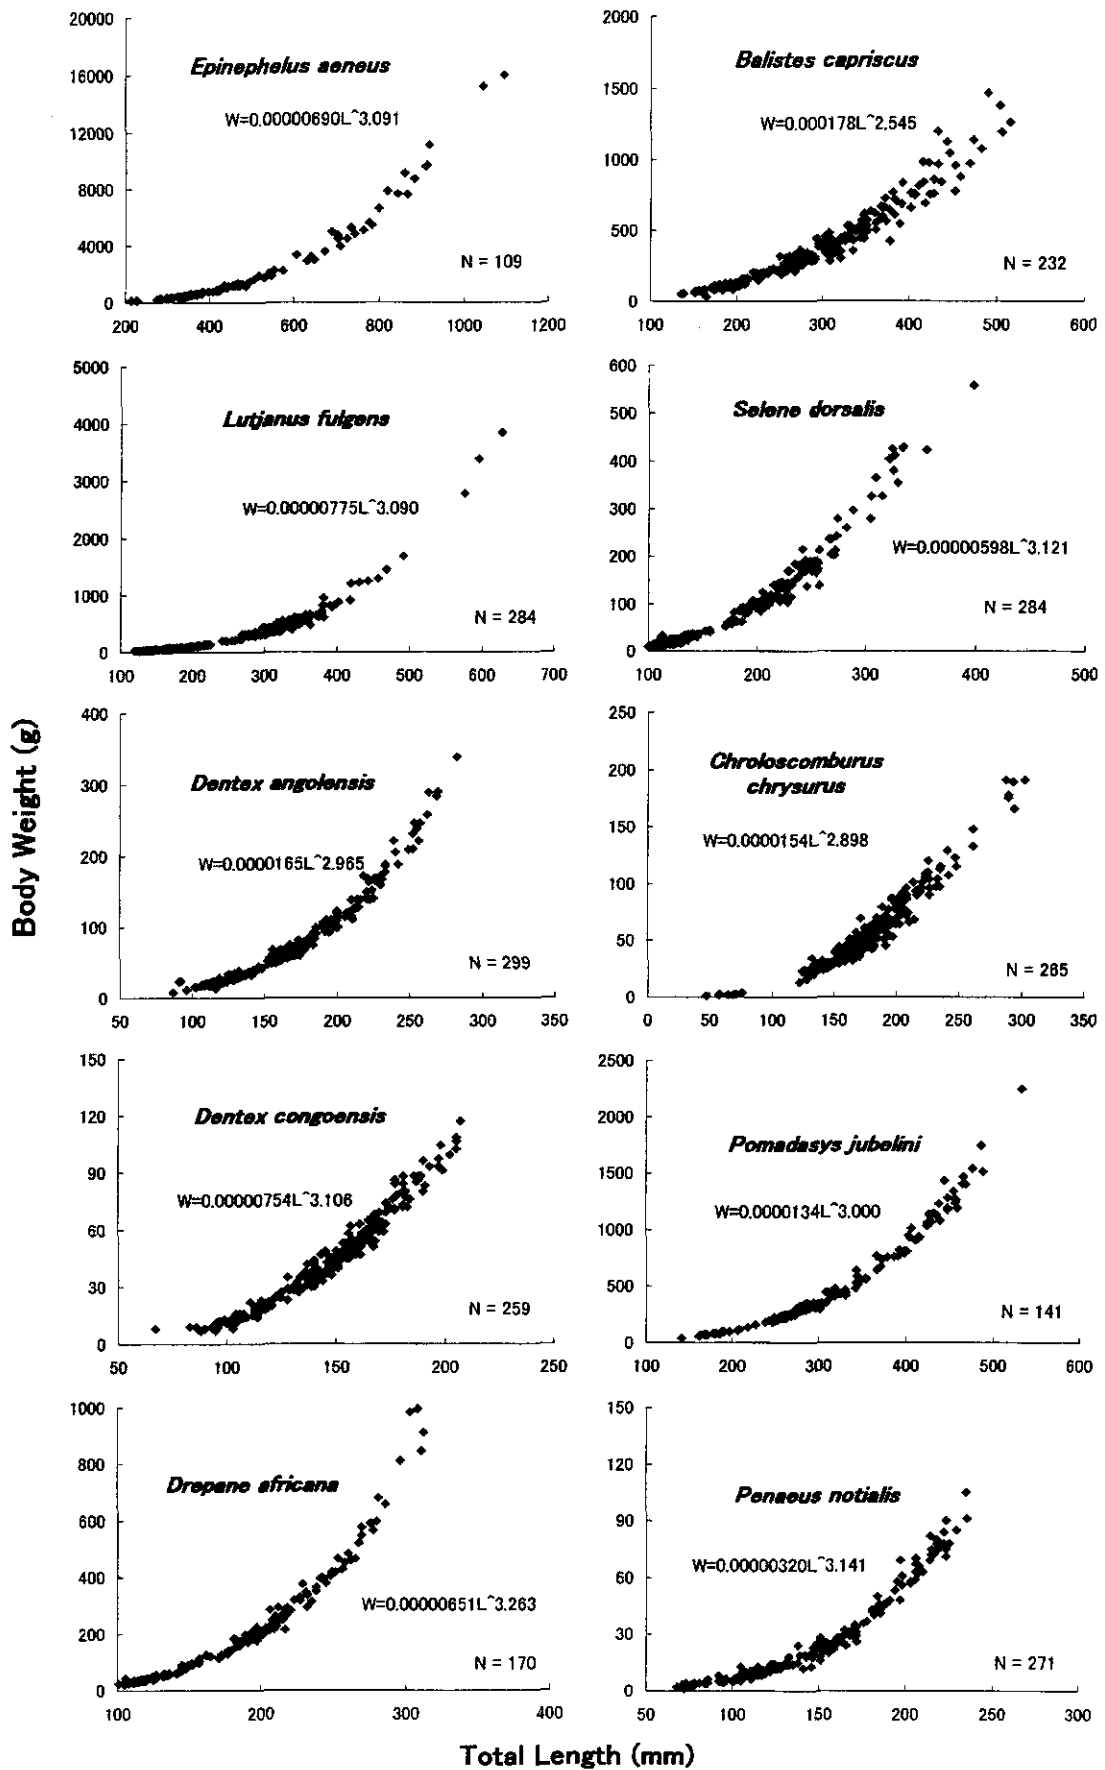 Body Weight (g)
20000
16000
12000
8000
4000
0
Epinephelus aeneus
W=0.00000690L^3.091
N = 109
200 400 600 800 1000 1200
2000
1500
1000
500
0
Balistes capriscus
W=0.000178L^2.545
N = 232
100 200 300 400 500 600
5000
4000
3000
2000
1000
0
Lutjanus fulgens
W=0.00000775L^3.090
N = 284
100 200 300 400 500 600 700
600
500
400
300
200
100
0
Selene dorsalis
W=0.00000598L^3.121
N = 284
100 200 300 400 500
400
300
200
100
0
Dentex angolensis
W=0.0000165L^2.965
N = 299
50 100 150 200 250 300 350
250
200
150
100
50
0
Chroloscomburus
chrysurus
W=0.0000154L^2.898
N = 265
0 50 100 150 200 250 300 350
150
120
90
60
30
0
Dentex congoensis
W=0.00000754L^3.106
N = 259
50 100 150 200 250
2500
2000
1500
1000
500
0
Pomadasys jubelini
W=0.0000134L^3.000
N = 141
100 200 300 400 500 600
1000
800
600
400
200
0
Drepane africana
W=0.00000651L^3.263
N = 170
100 200 300 400
150
120
90
60
30
0
Penaeus notialis
W=0.00000320L^3.141
N = 271
50 100 150 200 250 300
Total Length (mm)